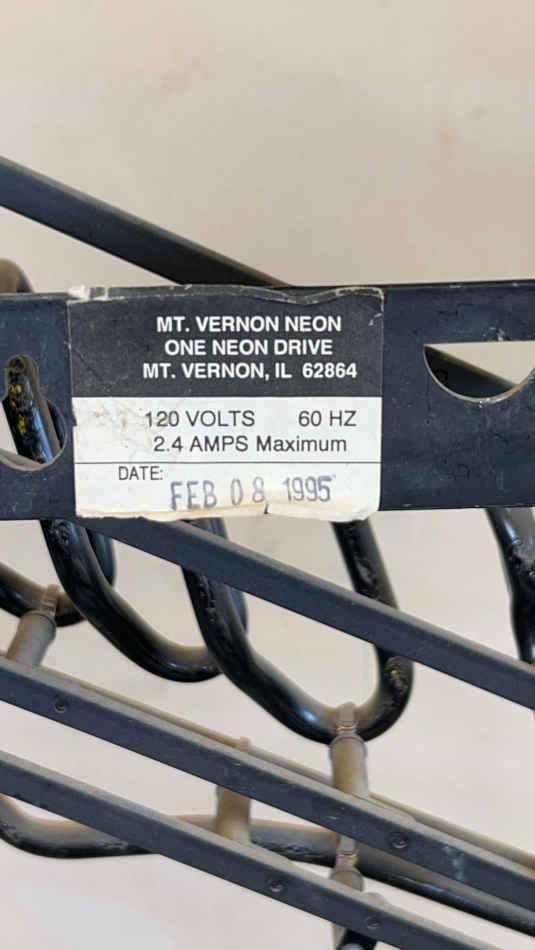 MT. VERNON NEON
ONE NEON DRIVE
MT. VERNON, IL 62864
120 VOLTS 60 HZ
2.4 AMPS Maximum
DATE: FEB 08 1995